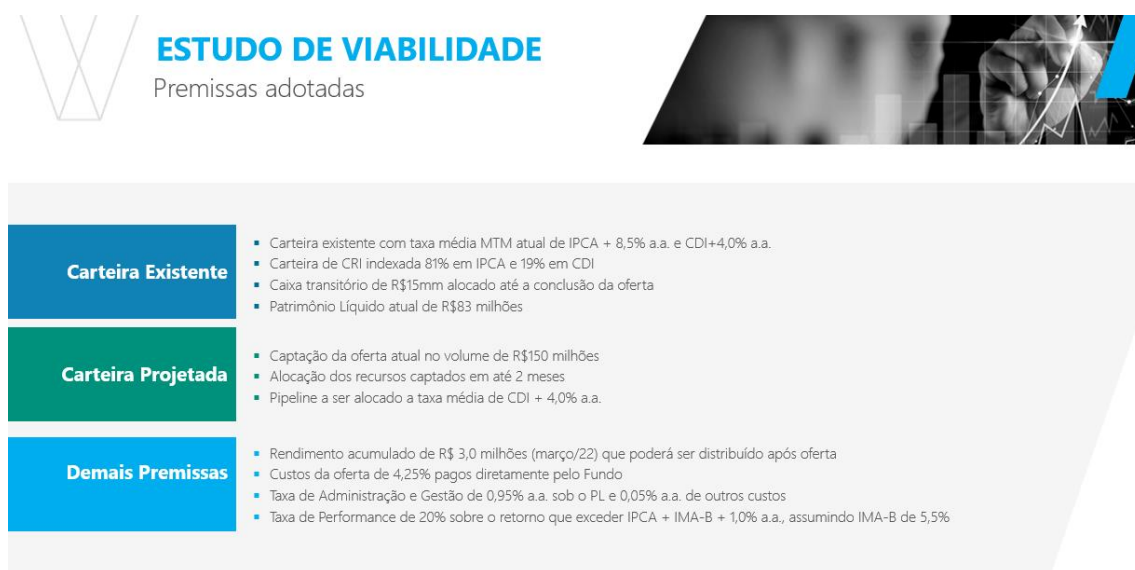 ESTUDO DE VIABILIDADE
Premissas adotadas
Carteira Existente
▪ Carteira existente com taxa média MTM atual de IPCA + 8,5% a.a. e CDI+4,0% a.a.
▪ Carteira de CRI indexada 81% em IPCA e 19% em CDI
▪ Caixa transitório de R$15mm alocado até a conclusão da oferta
▪ Patrimônio Líquido atual de R$83 milhões
Carteira Projetada
▪ Captação da oferta atual no volume de R$150 milhões
▪ Alocação dos recursos captados em até 2 meses
▪ Pipeline a ser alocado a taxa média de CDI + 4,0% a.a.
Demais Premissas
▪ Rendimento acumulado de R$ 3,0 milhões (março/22) que poderá ser distribuído após oferta
▪ Custos da oferta de 4,25% pagos diretamente pelo Fundo
▪ Taxa de Administração e Gestão de 0,95% a.a. sob o PL e 0,05% a.a. de outros custos
▪ Taxa de Performance de 20% sobre o retorno que exceder IPCA + IMA-B + 1,0% a.a., assumindo IMA-B de 5,5%